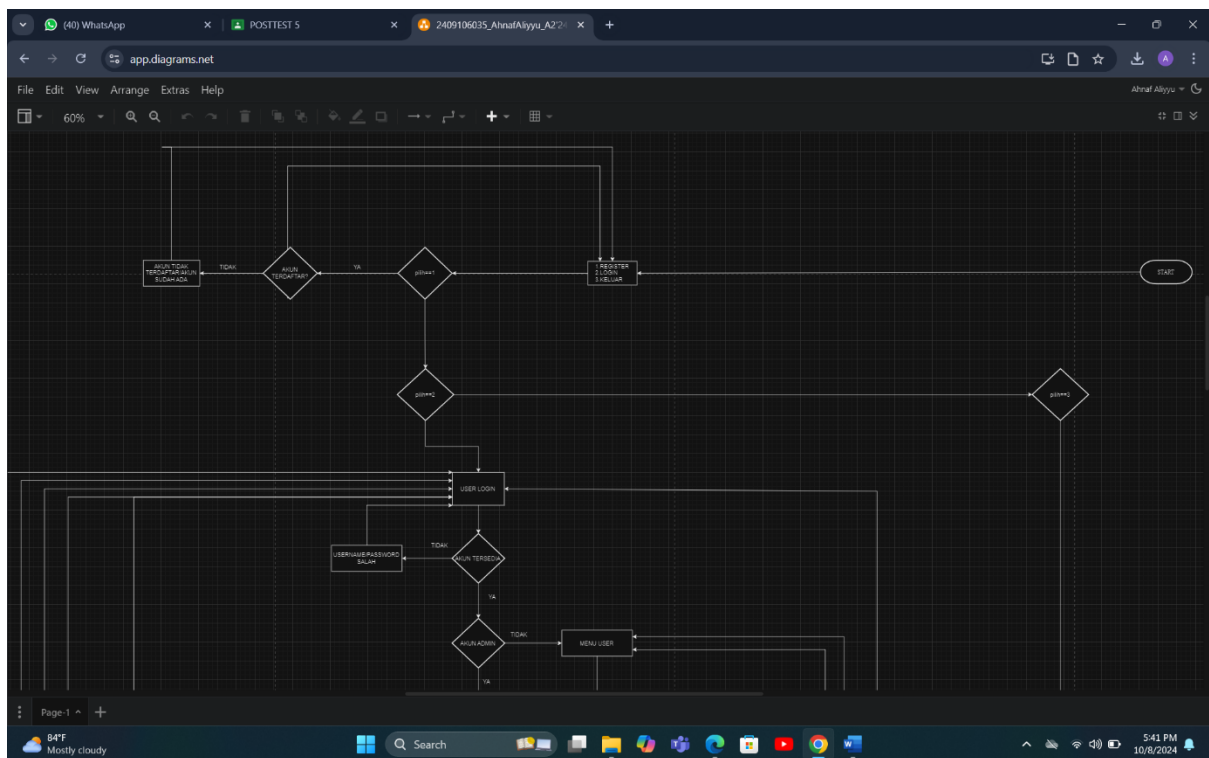 (40) WhatsApp
POSTTEST 5
2409106035_AhnafAliyyu_A2'24
app.diagrams.net
A
File Edit View Arrange Extras Help
Ahnaf Aliyyu
60%
1.REGISTER
2.LOGIN
3.KELUAR
START
pilih==1
YA
AKUN
TERDAFTAR?
TIDAK
AKUN TIDAK
TERDAFTAR/AKUN
SUDAH ADA
pilih==2
pilih==3
USER LOGIN
USERNAME/PASSWORD
SALAH
TIDAK
AKUN TERSEDIA
YA
AKUN ADMIN
TIDAK
MENU USER
YA
Page-1
84°F
Mostly cloudy
Search
5:41 PM
10/8/2024